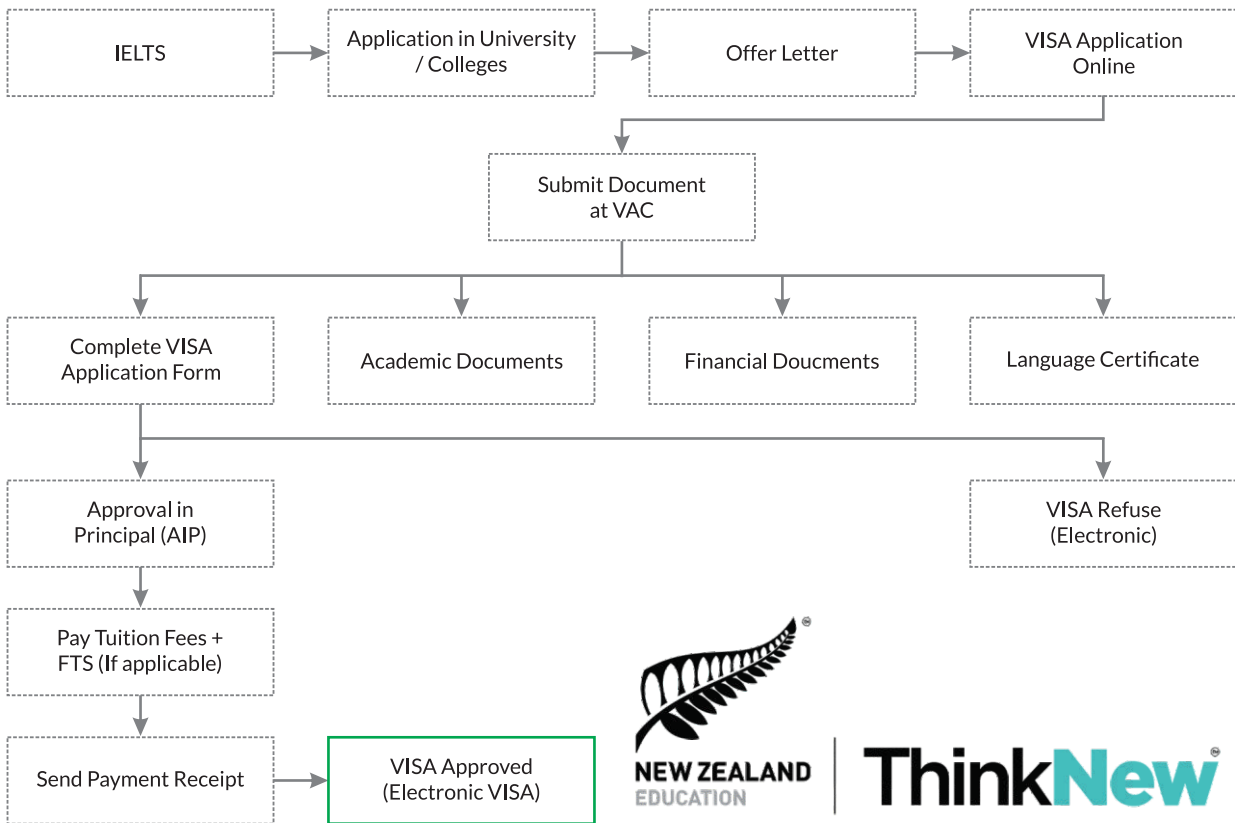 IELTS
Application in University
/ Colleges
Offer Letter
VISA Application
Online
Submit Document
at VAC
Complete VISA
Application Form
Academic Documents
Financial Doucments
Language Certificate
Approval in
Principal (AIP)
VISA Refuse
(Electronic)
Pay Tuition Fees +
FTS (If applicable)
Send Payment Receipt
VISA Approved
(Electronic VISA)
NEW ZEALAND
EDUCATION
ThinkNew